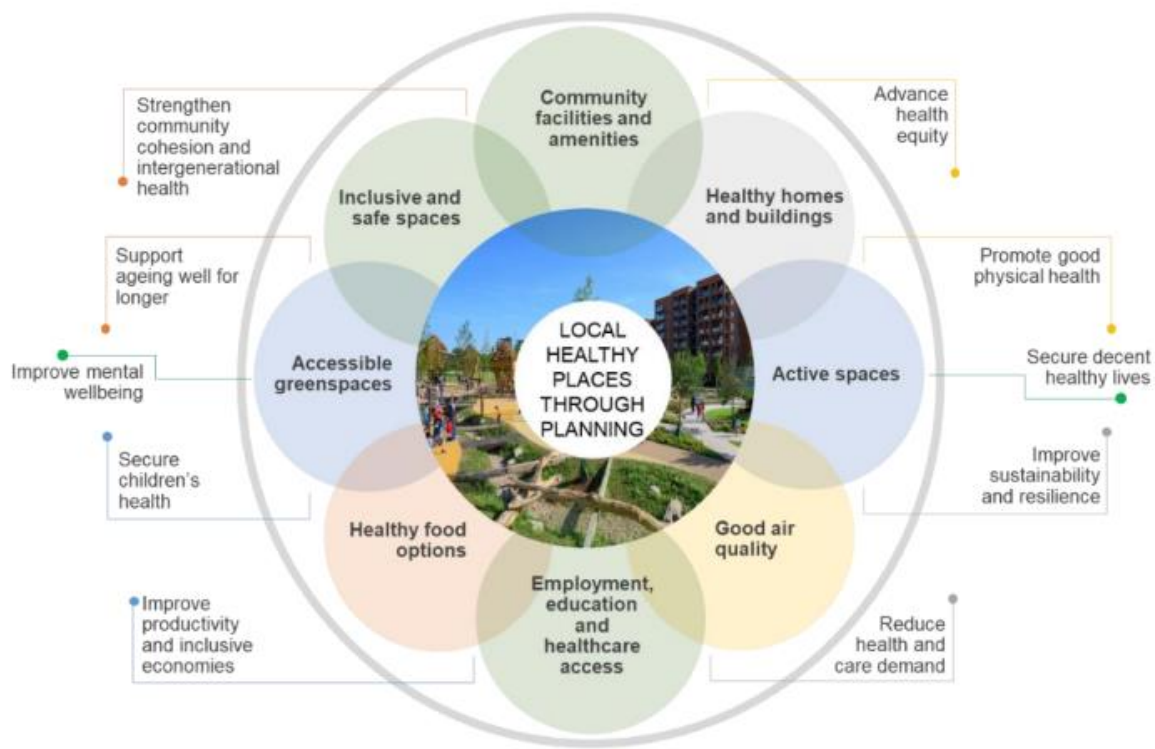 Community
facilities and
amenities
Strengthen
community
cohesion and
intergenerational
health
Advance
health
equity
Inclusive and
safe spaces
Healthy homes
and buildings
Support
ageing well for
longer
Promote good
physical health
Improve mental
wellbeing
Accessible
greenspaces
LOCAL
HEALTHY
PLACES
THROUGH
PLANNING
Active spaces
Secure decent
healthy lives
Secure
children's
health
Improve
sustainability
and resilience
Healthy food
options
Good air
quality
Improve
productivity
and inclusive
economies
Employment,
education
and
healthcare
access
Reduce
health and
care demand